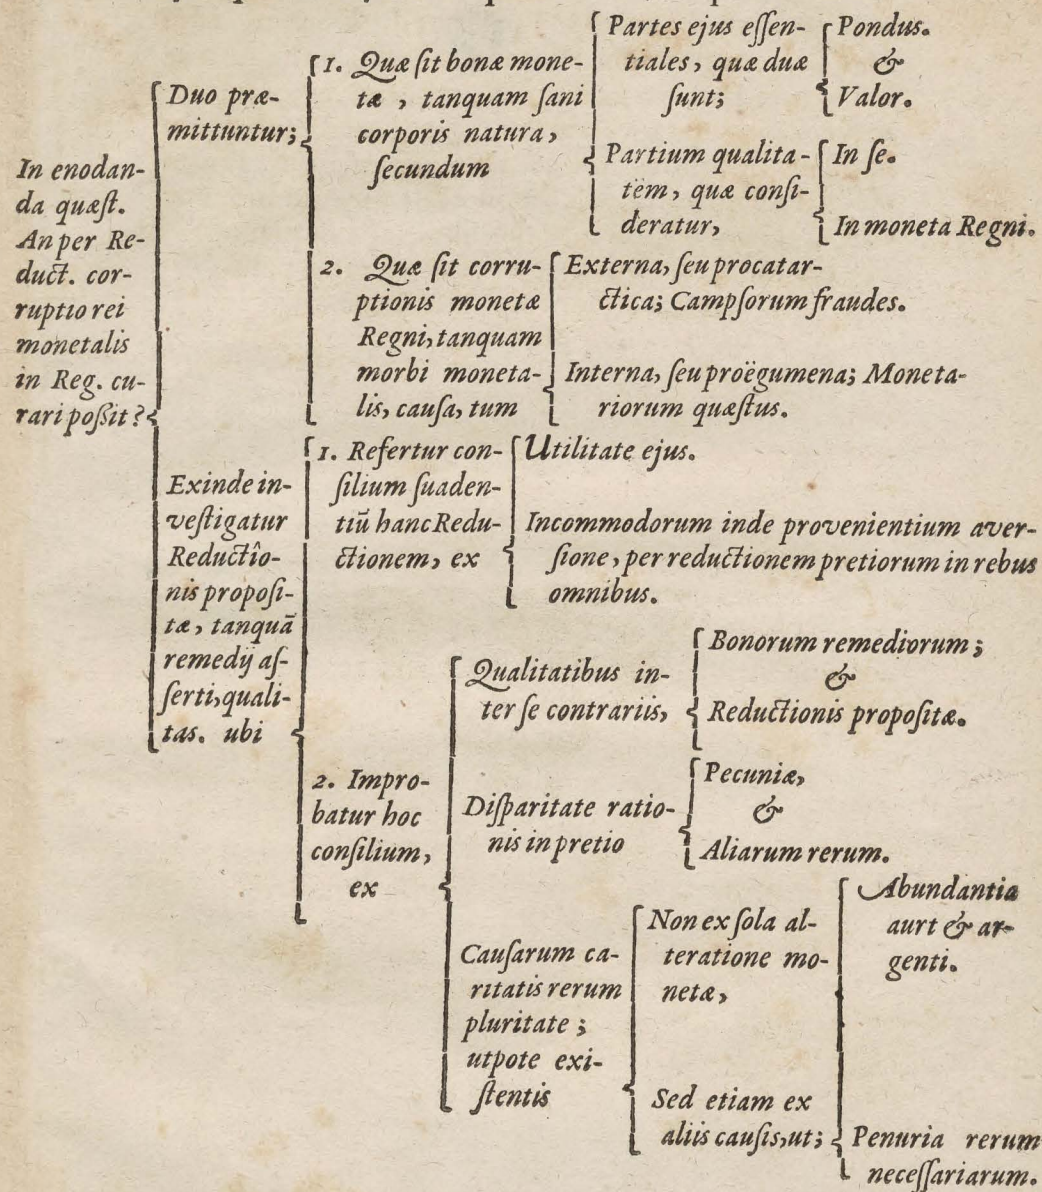 In enodan-
da quæst.
An per Re-
duct. cor-
ruptio rei
monetalis
in Reg. cu-
rari possit?
Duo præ-
mittuntur;
1. Quæ sit bonæ mone-
tæ, tanquam sani
corporis natura,
secundum
Partes ejus essen-
tiales, quæ duæ
sunt;
Pondus.
&
Valor.
Partium qualita-
tem, quæ consi-
deratur,
In se.
In moneta Regni.
2. Quæ sit corru-
ptionis monetæ
Regni, tanquam
morbi moneta-
lis, causa, tum
Externa, seu procatar-
ctica; Campsorum fraudes.
Interna, seu proëgumena; Moneta-
riorum quæstus.
Exinde in-
vestigatur
Reductîo-
nis proposi-
tæ, tanquã
remedij as-
serti, quali-
tas. ubi
1. Refertur con-
silium suaden-
tiũ hanc Redu-
ctionem, ex
Utilitate ejus.
Incommodorum inde provenientium aver-
sione, per reductionem pretiorum in rebus
omnibus.
2. Impro-
batur hoc
consilium,
ex
Qualitatibus in-
ter se contrariis,
Bonorum remediorum;
&
Reductionis propositæ.
Disparitate ratio-
nis in pretio
Pecuniæ,
&
Aliarum rerum.
Causarum ca-
ritatis rerum
pluritate;
utpote exi-
stentis
Non ex sola al-
teratione mo-
netæ,
Sed etiam ex
aliis causis, ut;
Abundantia
auri & ar-
genti.
Penuria rerum
necessariarum.